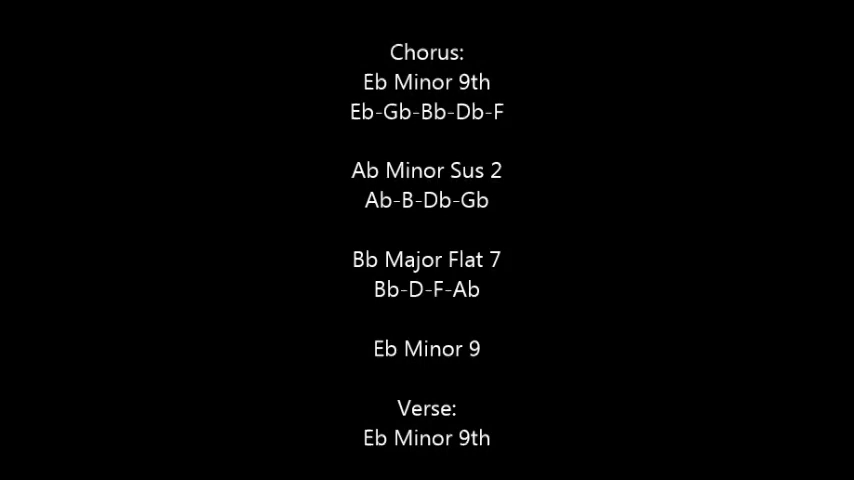 Chorus:
Eb Minor 9th
Eb-Gb-Bb-Db-F
Ab Minor Sus 2
Ab-B-Db-Gb
Bb Major Flat 7
Bb-D-F-Ab
Eb Minor 9
Verse:
Eb Minor 9th